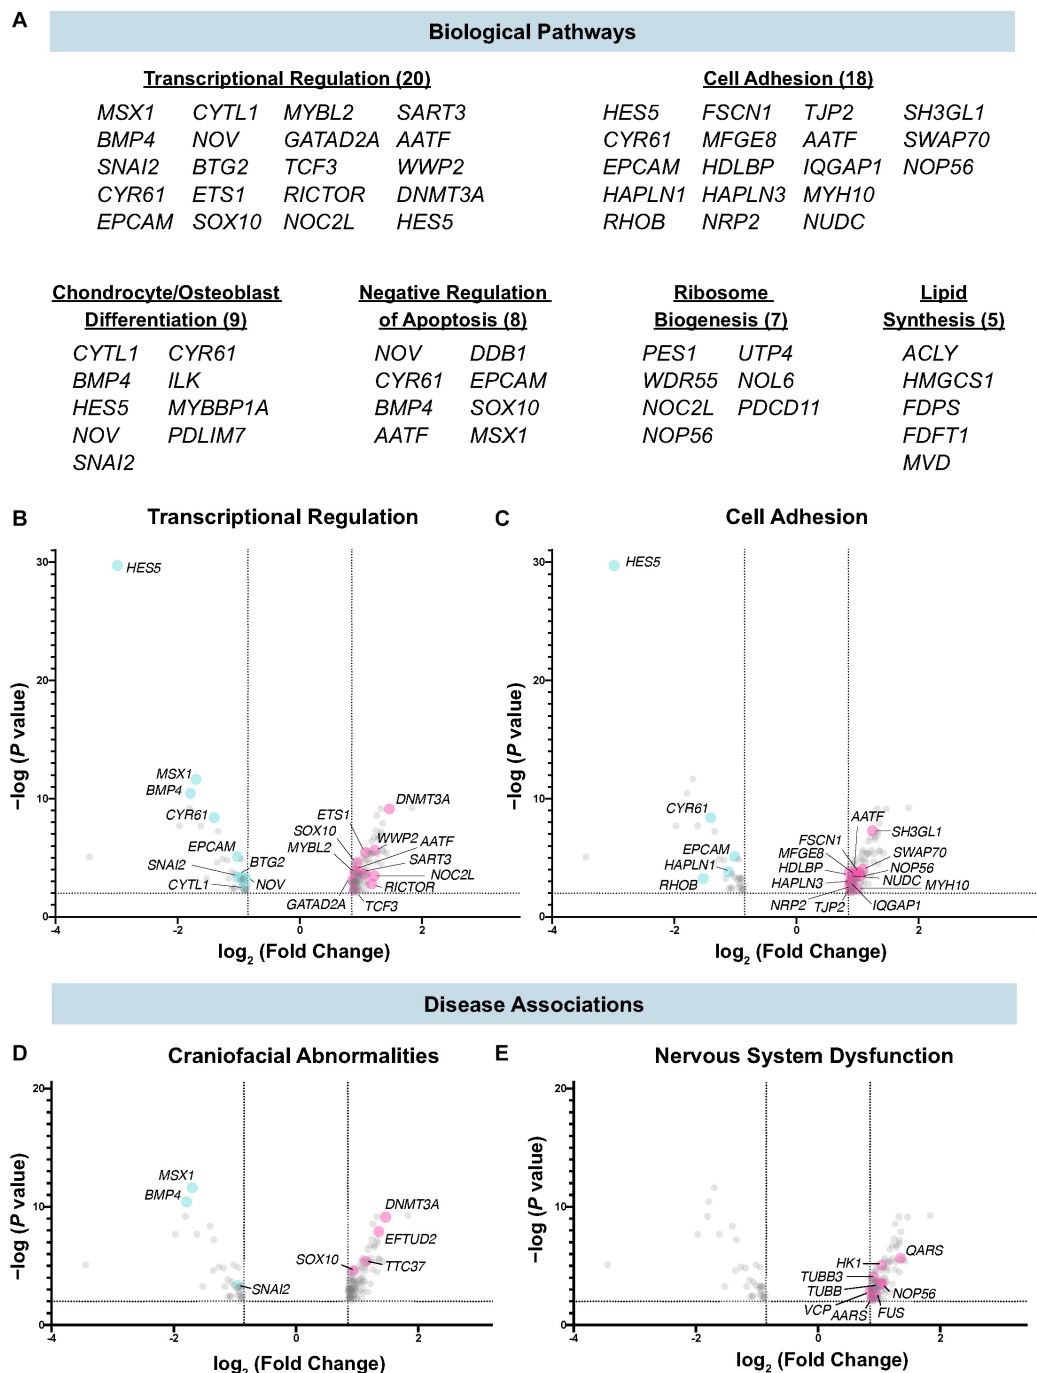 A
Biological Pathways
Transcriptional Regulation (20)
MSX1 CYTL1 MYBL2 SART3
BMP4 NOV GATAD2A AATF
SNAI2 BTG2 TCF3 WWP2
CYR61 ETS1 RICTOR DNMT3A
EPCAM SOX10 NOC2L HES5
Cell Adhesion (18)
HES5 FSCN1 TJP2 SH3GL1
CYR61 MFGE8 AATF SWAP70
EPCAM HDLBP IQGAP1 NOP56
HAPLN1 HAPLN3 MYH10
RHOB NRP2 NUDC
Chondrocyte/Osteoblast
Differentiation (9)
CYTL1 CYR61
BMP4 ILK
HES5 MYBBP1A
NOV PDLIM7
SNAI2
Negative Regulation
of Apoptosis (8)
NOV DDB1
CYR61 EPCAM
BMP4 SOX10
AATF MSX1
Ribosome
Biogenesis (7)
PES1 UTP4
WDR55 NOL6
NOC2L PDCD11
NOP56
Lipid
Synthesis (5)
ACLY
HMGCS1
FDPS
FDFT1
MVD
B
Transcriptional Regulation
−log (P value)
30
20
10
0
HES5
MSX1
BMP4
CYR61
EPCAM
SNAI2
BTG2
CYTL1
NOV
DNMT3A
ETS1
SOX10
WWP2
AATF
MYBL2
SART3
NOC2L
RICTOR
GATAD2A
TCF3
-4 -2 0 2
log2 (Fold Change)
C
Cell Adhesion
−log (P value)
30
20
10
0
HES5
CYR61
EPCAM
HAPLN1
RHOB
AATF
SH3GL1
FSCN1
MFGE8
SWAP70
HDLBP
NOP56
HAPLN3
NUDC
MYH10
NRP2
TJP2
IQGAP1
-4 -2 0 2
log2 (Fold Change)
Disease Associations
D
Craniofacial Abnormalities
−log (P value)
20
10
0
MSX1
BMP4
SNAI2
DNMT3A
EFTUD2
SOX10
TTC37
-4 -2 0 2
log2 (Fold Change)
E
Nervous System Dysfunction
−log (P value)
20
10
0
QARS
HK1
TUBB3
TUBB
NOP56
VCP
AARS
FUS
-4 -2 0 2
log2 (Fold Change)